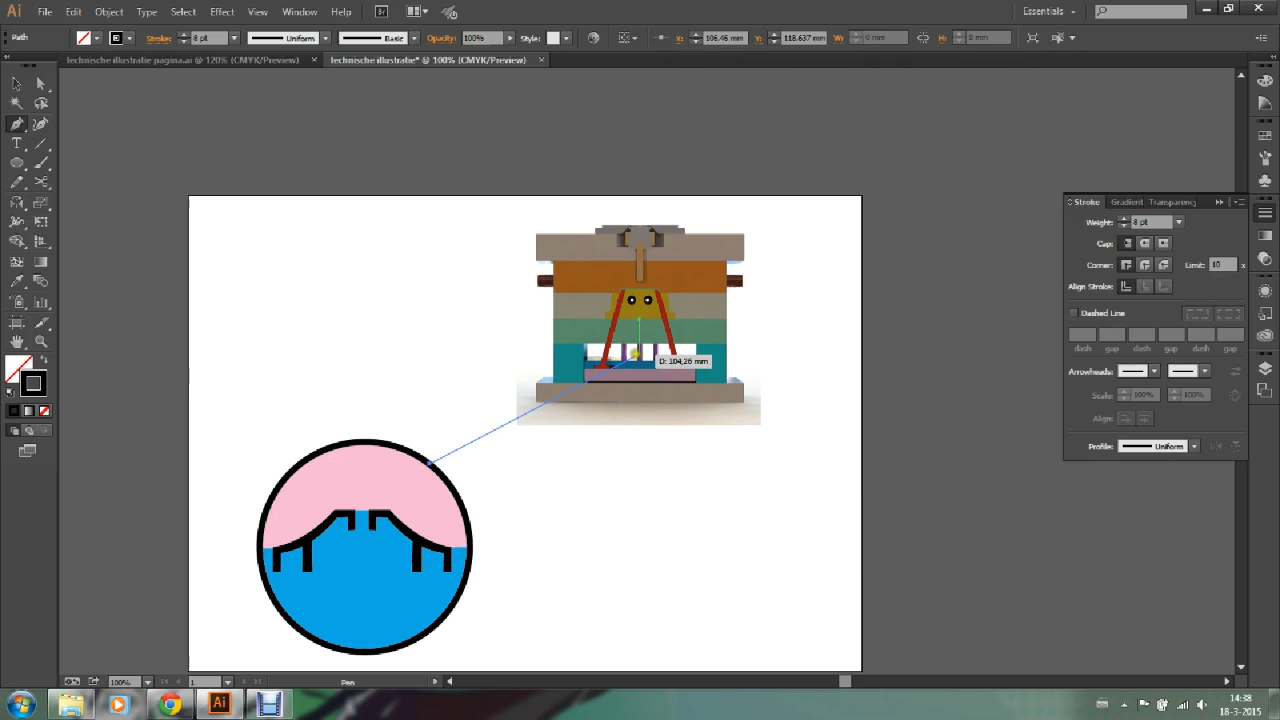 Ai File Edit Object Type Select Effect View Window Help Br Essentials
Path Stroke: 8 pt Uniform Basic Opacity: 100% Style: X: 106,46 mm Y: 118,637 mm W: 0 mm H: 0 mm
technische illustratie pagina.ai @ 120% (CMYK/Preview) × technische illustratie* @ 100% (CMYK/Preview) ×
Stroke Gradient Transparency
Weight: 8 pt
Cap:
Corner: Limit: 10 x
Align Stroke:
Dashed Line
dash gap dash gap dash gap
Arrowheads:
Scale: 100% 100%
Align:
Profile: Uniform
D: 104,26 mm
100% 1 Pen
Ai
14:38
18-3-2015